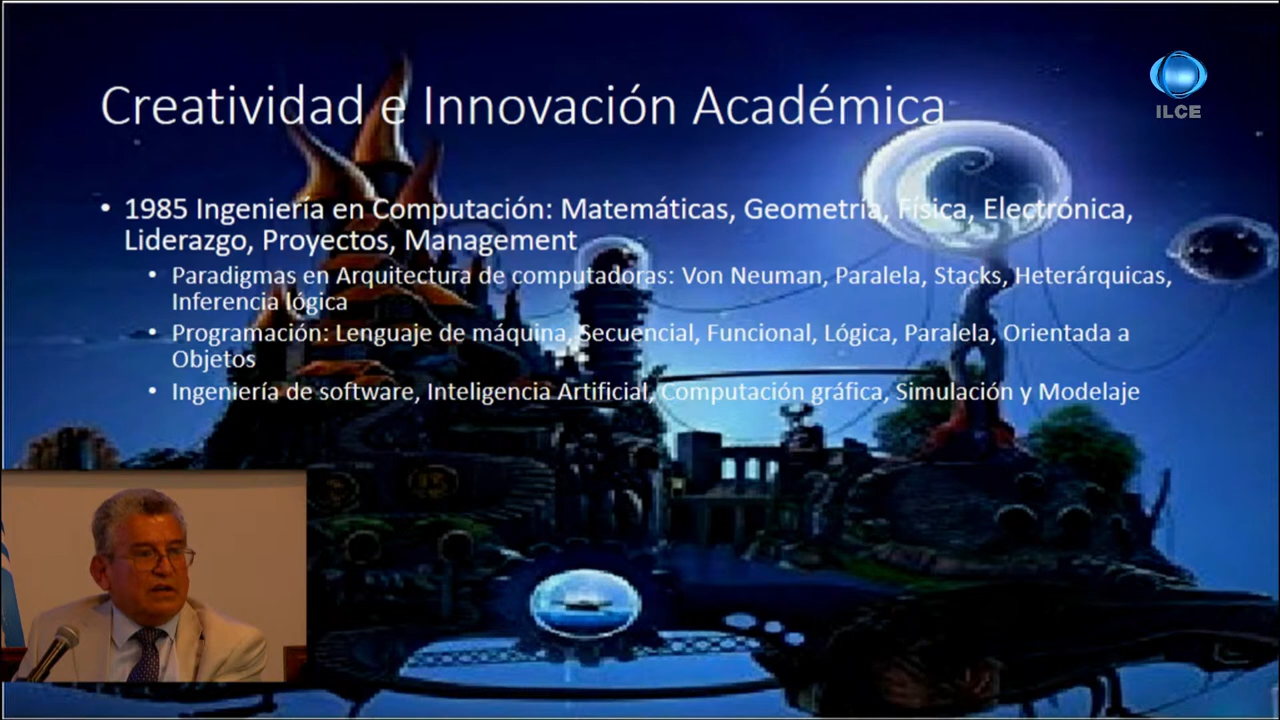 Creatividad e Innovación Académica
ILCE
• 1985 Ingeniería en Computación: Matemáticas, Geometría, Física, Electrónica,
Liderazgo, Proyectos, Management
• Paradigmas en Arquitectura de computadoras: Von Neuman, Paralela, Stacks, Heterárquicas,
Inferencia lógica
• Programación: Lenguaje de máquina, Secuencial, Funcional, Lógica, Paralela, Orientada a
Objetos
• Ingeniería de software, Inteligencia Artificial, Computación gráfica, Simulación y Modelaje